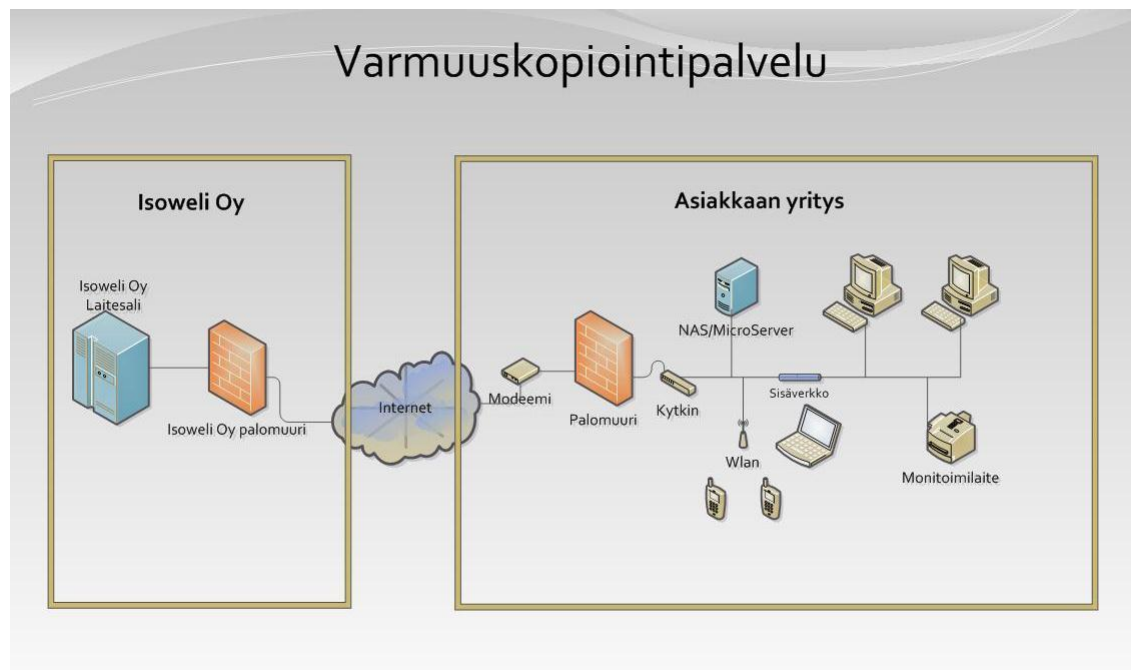 Varmuuskopiointipalvelu
Isoweli Oy
Isoweli Oy
Laitesali
Isoweli Oy palomuuri
Internet
Asiakkaan yritys
Modeemi
Palomuuri
Kytkin
NAS/MicroServer
Sisäverkko
Wlan
Monitoimilaite